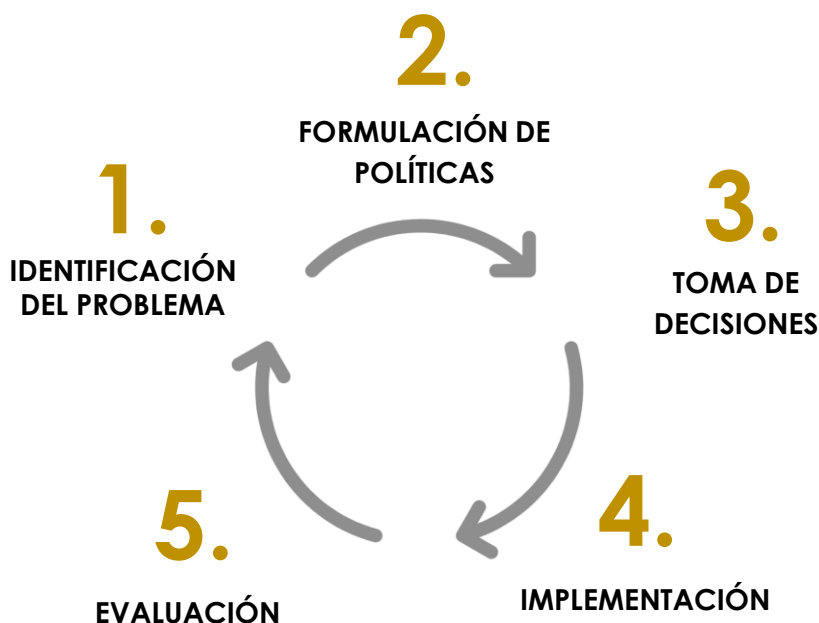 1.
IDENTIFICACIÓN
DEL PROBLEMA
2.
FORMULACIÓN DE
POLÍTICAS
3.
TOMA DE
DECISIONES
4.
IMPLEMENTACIÓN
5.
EVALUACIÓN